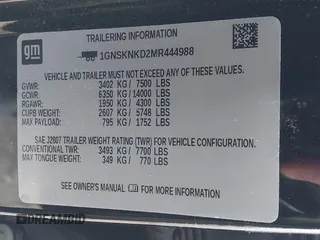 TRAILERING INFORMATION
gm
1GNSKNKD2MR444988
VEHICLE AND TRAILER MUST NOT EXCEED ANY OF THESE VALUES
GVWR: 3402 KG / 7500 LBS
GCWR: 6350 KG / 14000 LBS
RGAWR: 1950 KG / 4300 LBS
CURB WEIGHT: 2607 KG / 5748 LBS
MAX PAYLOAD: 795 KG / 1752 LBS
SAE J2807 TRAILER WEIGHT RATING (TWR) FOR VEHICLE CONFIGURATION.
CONVENTIONAL TWR: 3493 KG / 7700 LBS
MAX TONGUE WEIGHT: 349 KG / 770 LBS
SEE OWNER'S MANUAL FOR ADDITIONAL INFORMATION.
DREAMBID